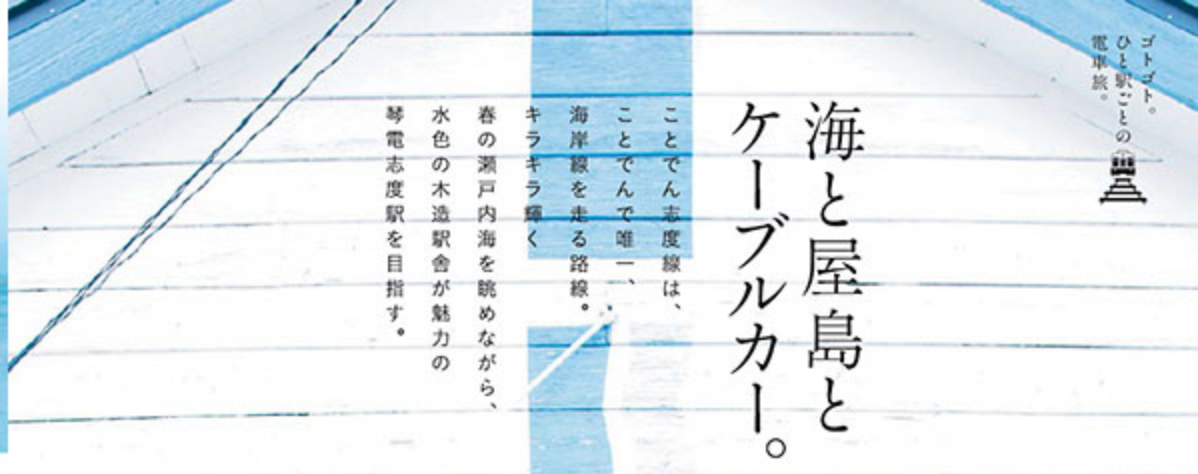 ゴトゴト。
ひと駅ごとの
電車旅。
海と屋島と
ケーブルカー。
ことでん志度線は、
ことでんで唯一、
海岸線を走る路線。
キラキラ輝く
春の瀬戸内海を眺めながら、
水色の木造駅舎が魅力の
琴電志度駅を目指す。